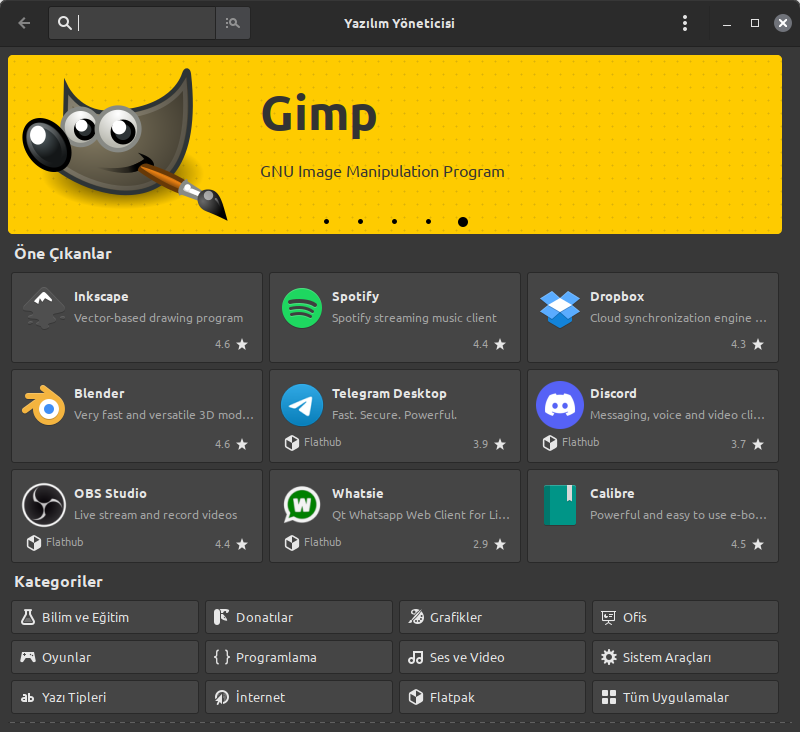 Yazılım Yöneticisi
Gimp
GNU Image Manipulation Program
Öne Çıkanlar
Inkscape
Vector-based drawing program
4.6
Spotify
Spotify streaming music client
4.4
Dropbox
Cloud synchronization engine ...
4.3
Blender
Very fast and versatile 3D mod...
4.6
Telegram Desktop
Fast. Secure. Powerful.
Flathub 3.9
Discord
Messaging, voice and video cli...
Flathub 3.7
OBS Studio
Live stream and record videos
Flathub 4.4
Whatsie
Qt Whatsapp Web Client for Li...
Flathub 2.9
Calibre
Powerful and easy to use e-bo...
4.5
Kategoriler
Bilim ve Eğitim
Donatılar
Grafikler
Ofis
Oyunlar
Programlama
Ses ve Video
Sistem Araçları
Yazı Tipleri
İnternet
Flatpak
Tüm Uygulamalar